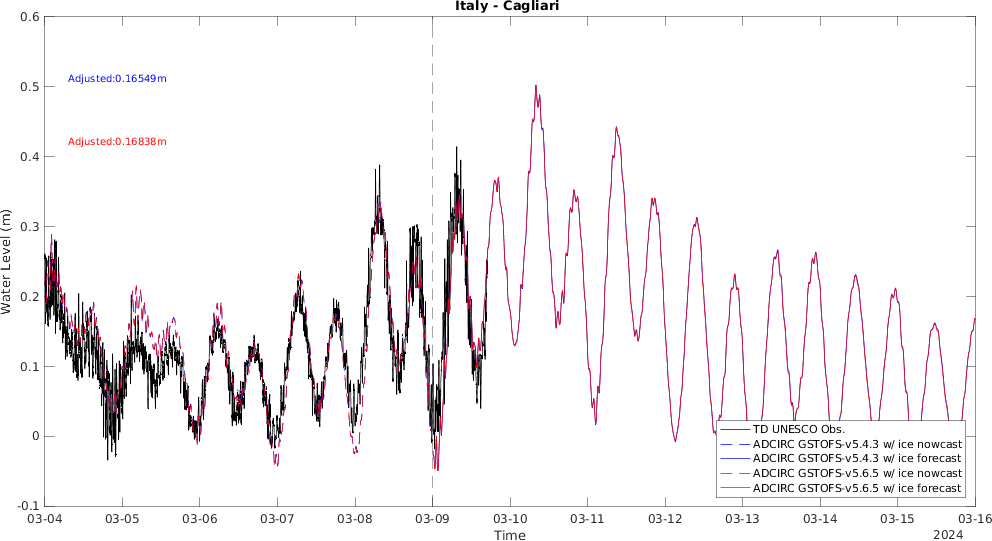 Italy - Cagliari
0.6
0.5
0.4
0.3
0.2
0.1
0
-0.1
Water Level (m)
Adjusted:0.16549m
Adjusted:0.16838m
TD UNESCO Obs.
ADCIRC GSTOFS-v5.4.3 w/ ice nowcast
ADCIRC GSTOFS-v5.4.3 w/ ice forecast
ADCIRC GSTOFS-v5.6.5 w/ ice nowcast
ADCIRC GSTOFS-v5.6.5 w/ ice forecast
03-04 03-05 03-06 03-07 03-08 03-09 03-10 03-11 03-12 03-13 03-14 03-15 03-16
Time
2024